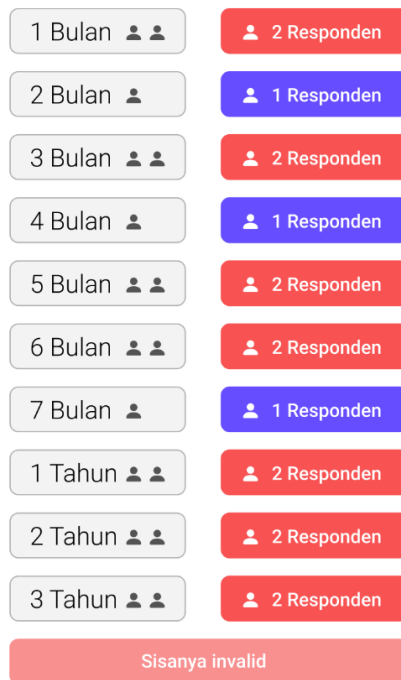 1 Bulan 2 Responden
2 Bulan 1 Responden
3 Bulan 2 Responden
4 Bulan 1 Responden
5 Bulan 2 Responden
6 Bulan 2 Responden
7 Bulan 1 Responden
1 Tahun 2 Responden
2 Tahun 2 Responden
3 Tahun 2 Responden
Sisanya invalid